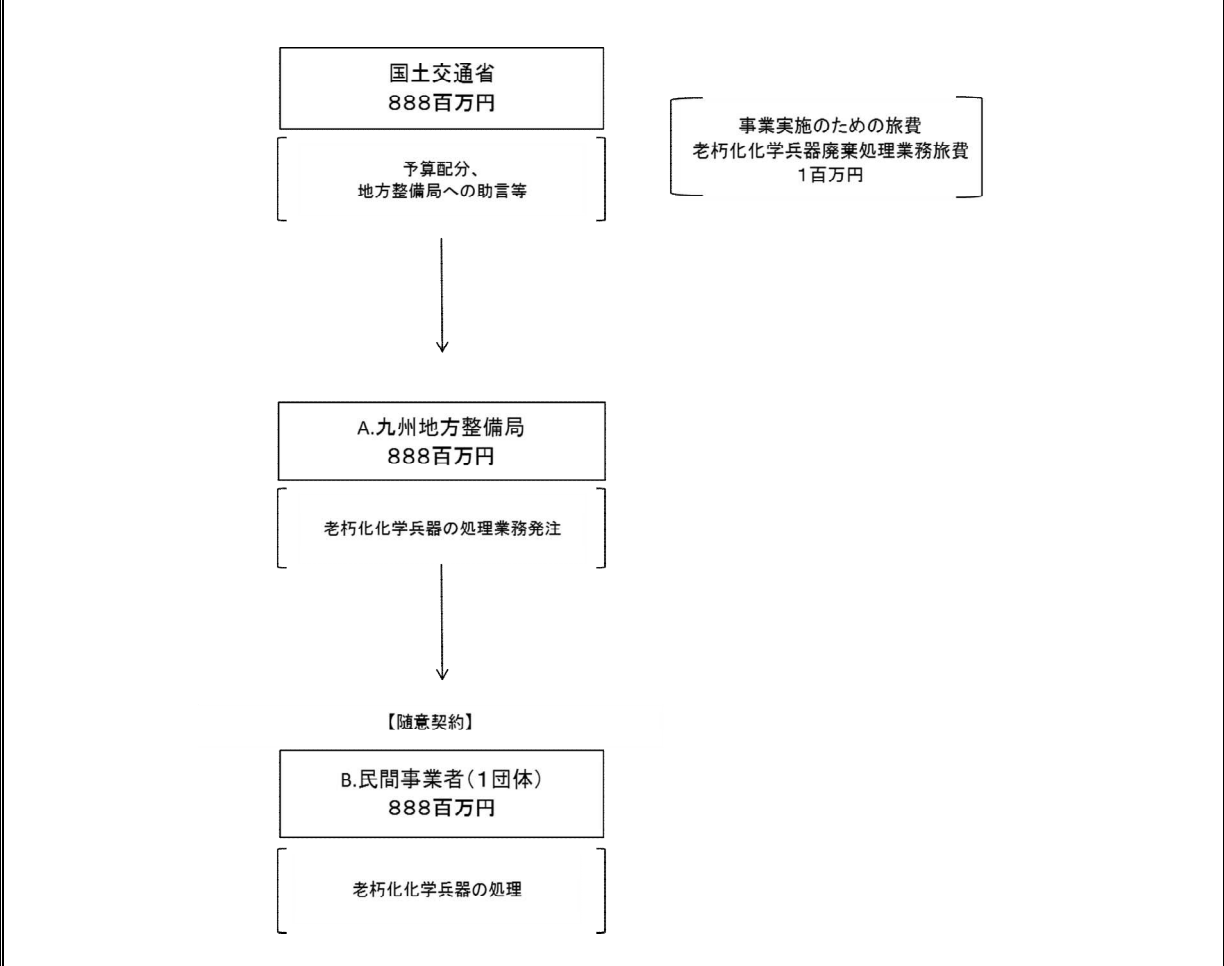 国土交通省
888百万円
予算配分、
地方整備局への助言等
事業実施のための旅費
老朽化化学兵器廃棄処理業務旅費
1百万円
A.九州地方整備局
888百万円
老朽化化学兵器の処理業務発注
【随意契約】
B.民間事業者(1団体)
888百万円
老朽化化学兵器の処理